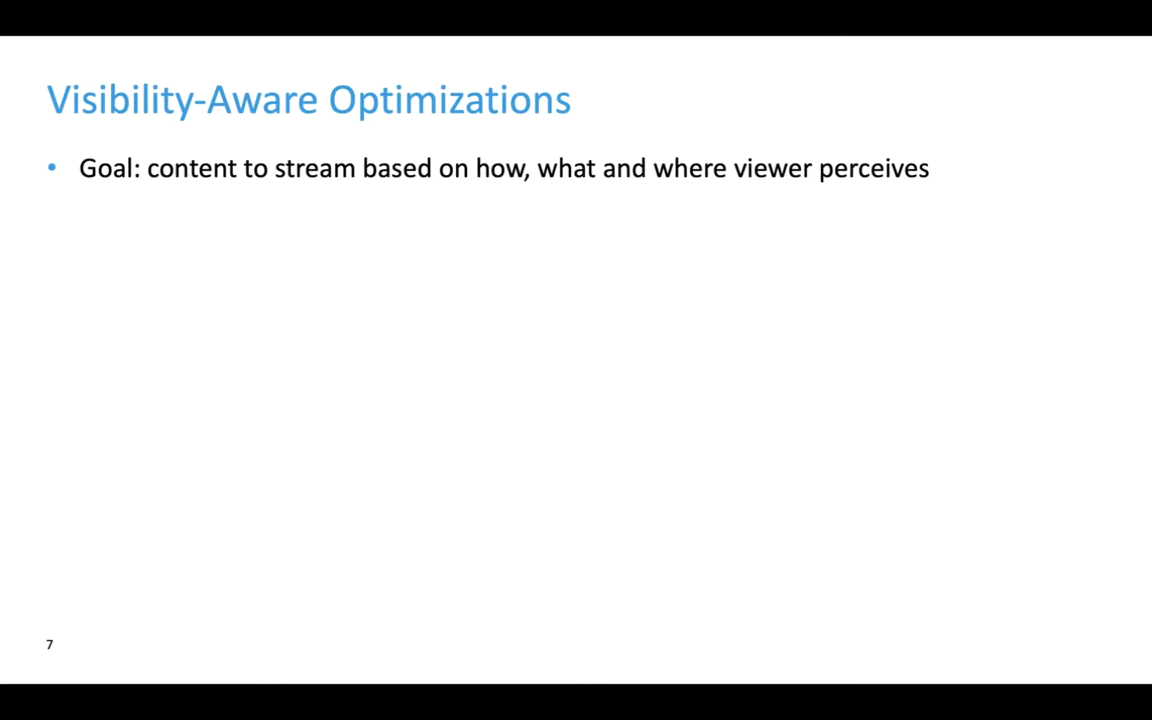 Visibility-Aware Optimizations
• Goal: content to stream based on how, what and where viewer perceives
7